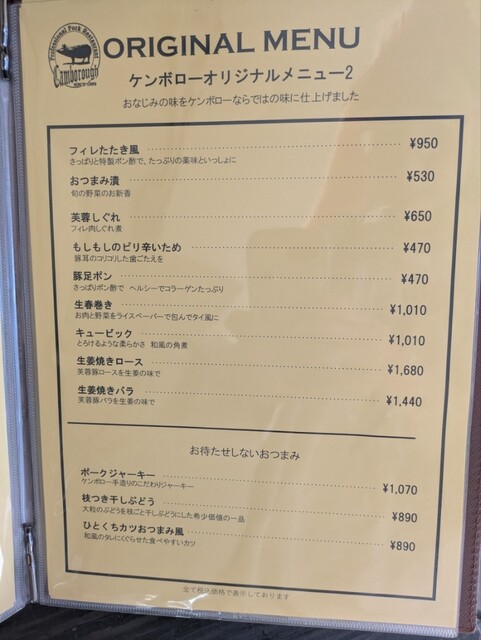 Professional Pork Restaurant
Camborough
ORIGINAL MENU
ケンボローオリジナルメニュー2
おなじみの味をケンボローならではの味に仕上げました
フィレたたき風 ¥950
さっぱりと特製ポン酢で、たっぷりの薬味といっしょに
おつまみ漬 ¥530
旬の野菜のお新香
芙蓉しぐれ ¥650
フィレ肉しぐれ煮
もしもしのピリ辛いため ¥470
豚耳のコリコリした歯ごたえを
豚足ポン ¥470
さっぱりポン酢で ヘルシーでコラーゲンたっぷり
生春巻き ¥1,010
お肉と野菜をライスペーパーで包んでタイ風に
キュービック ¥1,010
とろけるような柔らかさ 和風の角煮
生姜焼きロース ¥1,680
芙蓉豚ロースを生姜の味で
生姜焼きバラ ¥1,440
芙蓉豚バラを生姜の味で
お待たせしないおつまみ
ポークジャーキー ¥1,070
ケンボロー手造りのこだわりジャーキー
枝つき干しぶどう ¥890
大粒のぶどうを枝ごと干しぶどうにした希少価値の一品
ひとくちカツおつまみ風 ¥890
和風のタレにくぐらせた食べやすいカツ
全て税込価格で表示しております